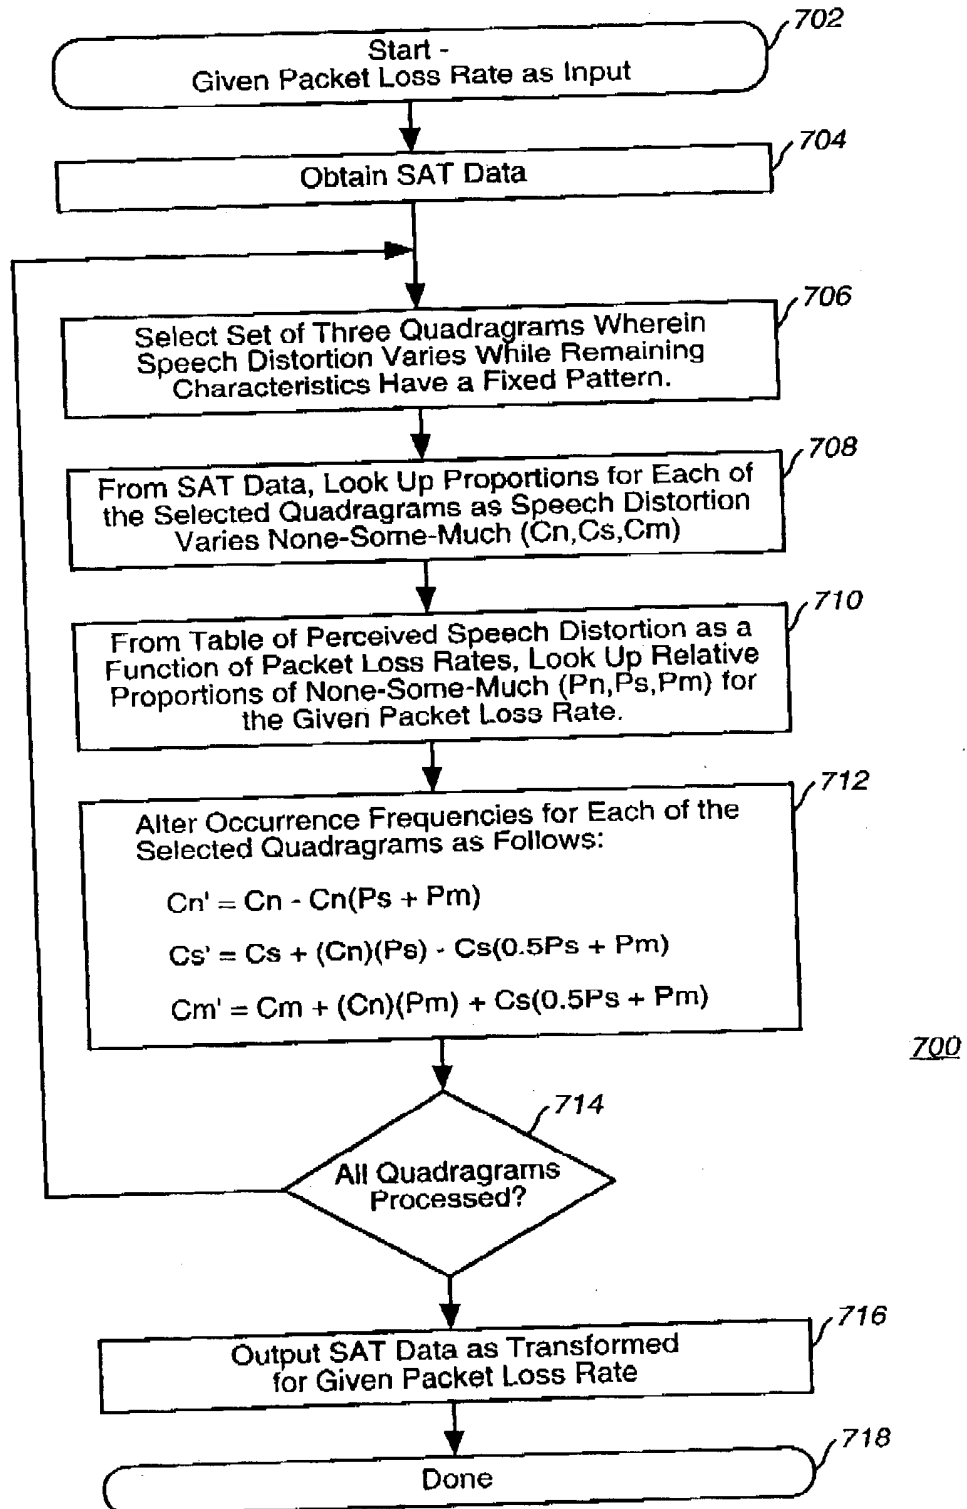 702
Start -
Given Packet Loss Rate as Input
704
Obtain SAT Data
706
Select Set of Three Quadragrams Wherein
Speech Distortion Varies While Remaining
Characteristics Have a Fixed Pattern.
708
From SAT Data, Look Up Proportions for Each of
the Selected Quadragrams as Speech Distortion
Varies None-Some-Much (Cn,Cs,Cm)
710
From Table of Perceived Speech Distortion as a
Function of Packet Loss Rates, Look Up Relative
Proportions of None-Some-Much (Pn,Ps,Pm) for
the Given Packet Loss Rate.
712
Alter Occurrence Frequencies for Each of the
Selected Quadragrams as Follows:
Cn' = Cn - Cn(Ps + Pm)
Cs' = Cs + (Cn)(Ps) - Cs(0.5Ps + Pm)
Cm' = Cm + (Cn)(Pm) + Cs(0.5Ps + Pm)
700
714
All Quadragrams
Processed?
716
Output SAT Data as Transformed
for Given Packet Loss Rate
718
Done